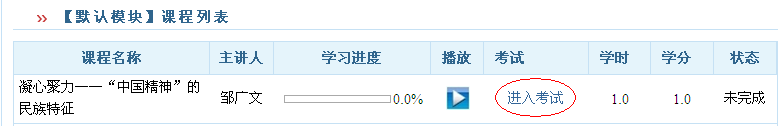 【默认模块】课程列表
课程名称 主讲人 学习进度 播放 考试 学时 学分 状态
凝心聚力——“中国精神”的
民族特征 邹广文 0.0% 进入考试 1.0 1.0 未完成